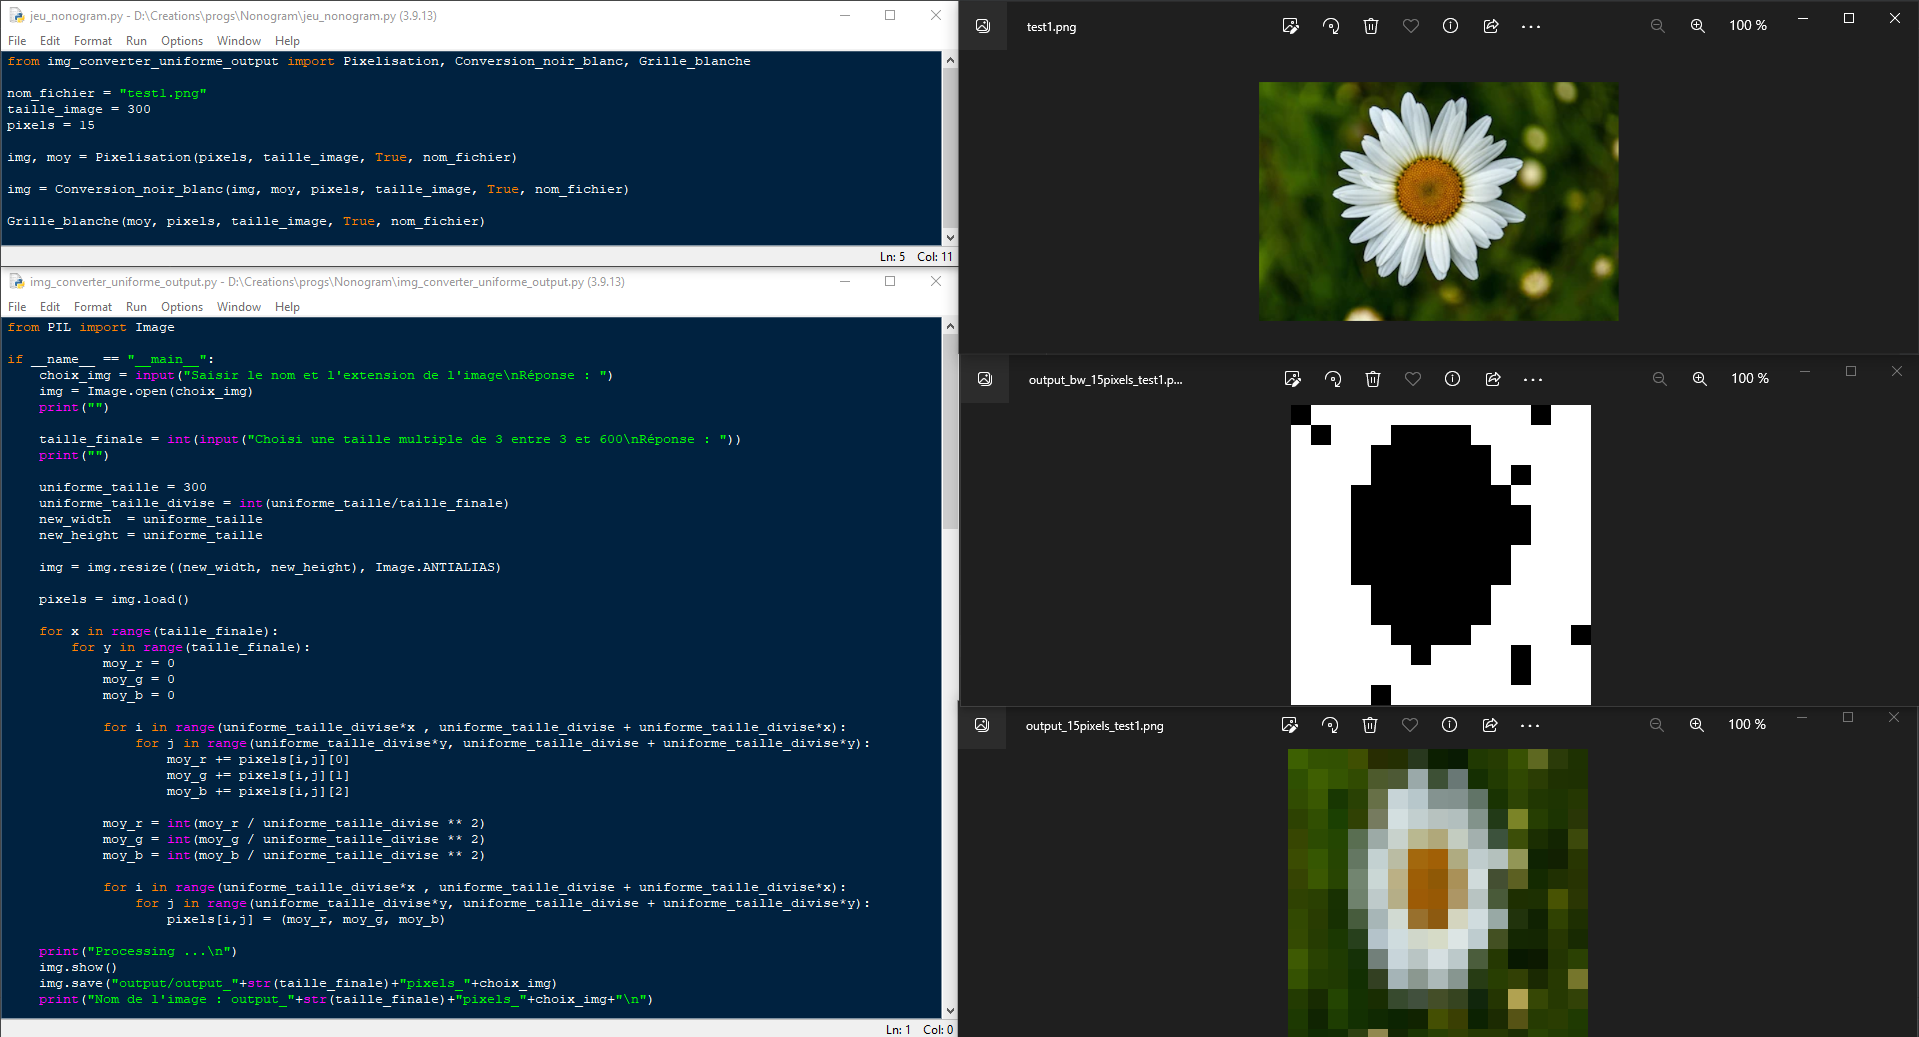 jeu_nonogram.py - D:\Creations\progs\Nonogram\jeu_nonogram.py (3.9.13)
File Edit Format Run Options Window Help
from img_converter_uniforme_output import Pixelisation, Conversion_noir_blanc, Grille_blanche
nom_fichier = "test1.png"
taille_image = 300
pixels = 15
img, moy = Pixelisation(pixels, taille_image, True, nom_fichier)
img = Conversion_noir_blanc(img, moy, pixels, taille_image, True, nom_fichier)
Grille_blanche(moy, pixels, taille_image, True, nom_fichier)
Ln: 5 Col: 11
img_converter_uniforme_output.py - D:\Creations\progs\Nonogram\img_converter_uniforme_output.py (3.9.13)
File Edit Format Run Options Window Help
from PIL import Image
if __name__ == "__main__":
    choix_img = input("Saisir le nom et l'extension de l'image\nRéponse : ")
    img = Image.open(choix_img)
    print("")
    taille_finale = int(input("Choisi une taille multiple de 3 entre 3 et 600\nRéponse : "))
    print("")
    uniforme_taille = 300
    uniforme_taille_divise = int(uniforme_taille/taille_finale)
    new_width  = uniforme_taille
    new_height = uniforme_taille
    img = img.resize((new_width, new_height), Image.ANTIALIAS)
    pixels = img.load()
    for x in range(taille_finale):
        for y in range(taille_finale):
            moy_r = 0
            moy_g = 0
            moy_b = 0
            for i in range(uniforme_taille_divise*x , uniforme_taille_divise + uniforme_taille_divise*x):
                for j in range(uniforme_taille_divise*y, uniforme_taille_divise + uniforme_taille_divise*y):
                    moy_r += pixels[i,j][0]
                    moy_g += pixels[i,j][1]
                    moy_b += pixels[i,j][2]
            moy_r = int(moy_r / uniforme_taille_divise ** 2)
            moy_g = int(moy_g / uniforme_taille_divise ** 2)
            moy_b = int(moy_b / uniforme_taille_divise ** 2)
            for i in range(uniforme_taille_divise*x , uniforme_taille_divise + uniforme_taille_divise*x):
                for j in range(uniforme_taille_divise*y, uniforme_taille_divise + uniforme_taille_divise*y):
                    pixels[i,j] = (moy_r, moy_g, moy_b)
    print("Processing ...\n")
    img.show()
    img.save("output/output_"+str(taille_finale)+"pixels_"+choix_img)
    print("Nom de l'image : output_"+str(taille_finale)+"pixels_"+choix_img+"\n")
Ln: 1 Col: 0
test1.png
100 %
output_bw_15pixels_test1.p...
100 %
output_15pixels_test1.png
100 %